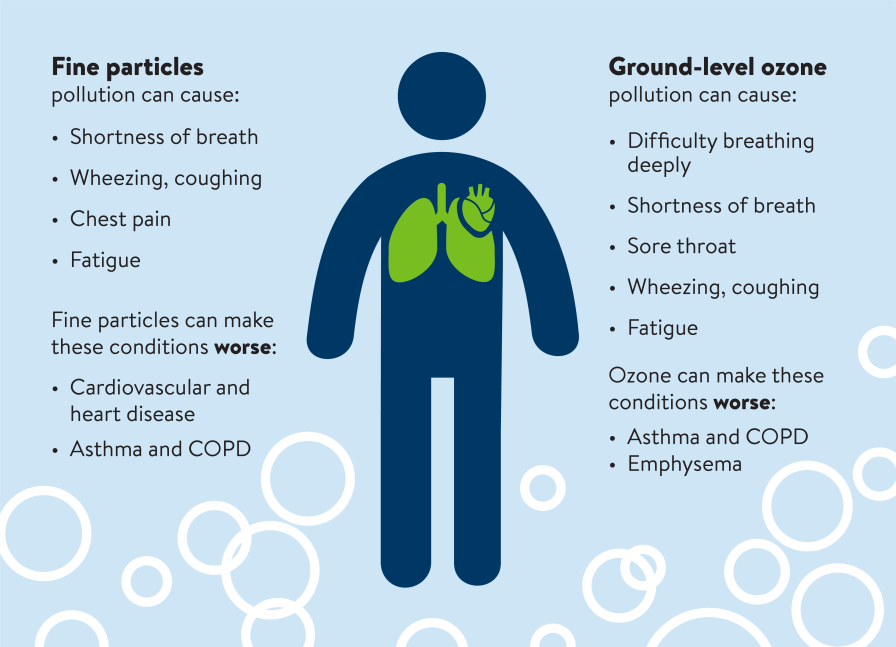 Fine particles
pollution can cause:
• Shortness of breath
• Wheezing, coughing
• Chest pain
• Fatigue
Fine particles can make
these conditions worse:
• Cardiovascular and
heart disease
• Asthma and COPD
Ground-level ozone
pollution can cause:
• Difficulty breathing
deeply
• Shortness of breath
• Sore throat
• Wheezing, coughing
• Fatigue
Ozone can make these
conditions worse:
• Asthma and COPD
• Emphysema